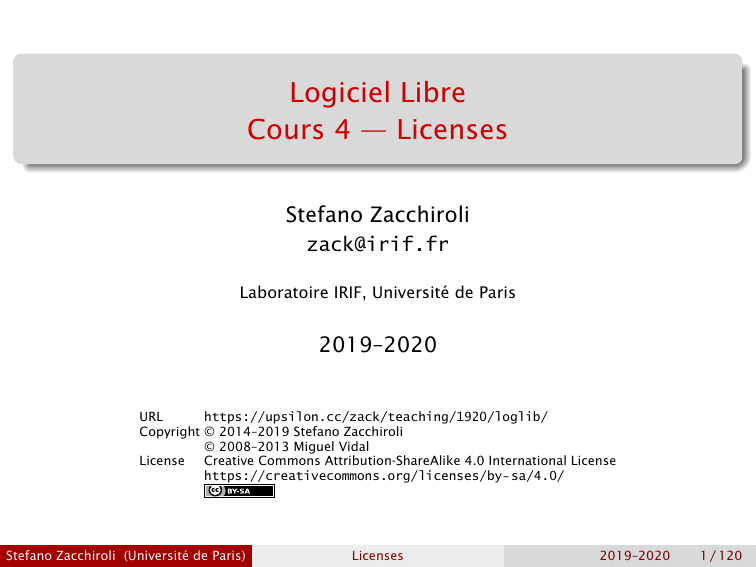 Logiciel Libre
Cours 4 — Licenses
Stefano Zacchiroli
zack@irif.fr
Laboratoire IRIF, Université de Paris
2019–2020
URL https://upsilon.cc/zack/teaching/1920/loglib/
Copyright © 2014–2019 Stefano Zacchiroli
© 2008–2013 Miguel Vidal
License Creative Commons Attribution-ShareAlike 4.0 International License
https://creativecommons.org/licenses/by-sa/4.0/
cc BY-SA
Stefano Zacchiroli (Université de Paris) Licenses 2019–2020 1 / 120